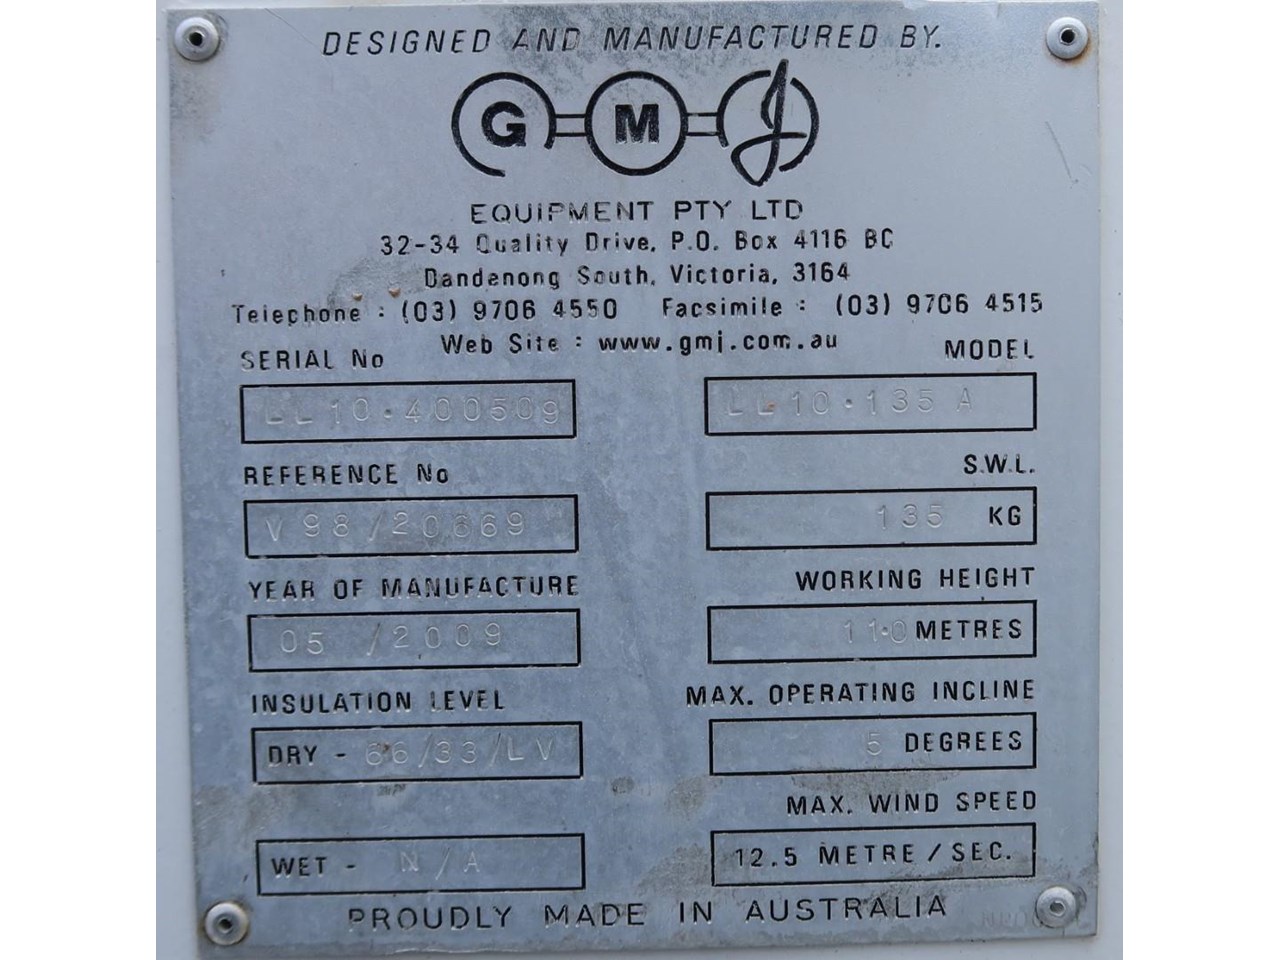 DESIGNED AND MANUFACTURED BY.
G M J
EQUIPMENT PTY LTD
32-34 Quality Drive, P.O. Box 4116 BC
Dandenong South, Victoria, 3164
Telephone : (03) 9706 4550 Facsimile : (03) 9706 4515
Web Site : www.gmj.com.au
SERIAL No MODEL
LL10·400509 LL10·135 A
REFERENCE No S.W.L.
V98/20669 135 KG
YEAR OF MANUFACTURE WORKING HEIGHT
05 /2009 11·0 METRES
INSULATION LEVEL MAX. OPERATING INCLINE
DRY - 66/33/LV 5 DEGREES
MAX. WIND SPEED
WET - N/A 12.5 METRE / SEC.
PROUDLY MADE IN AUSTRALIA